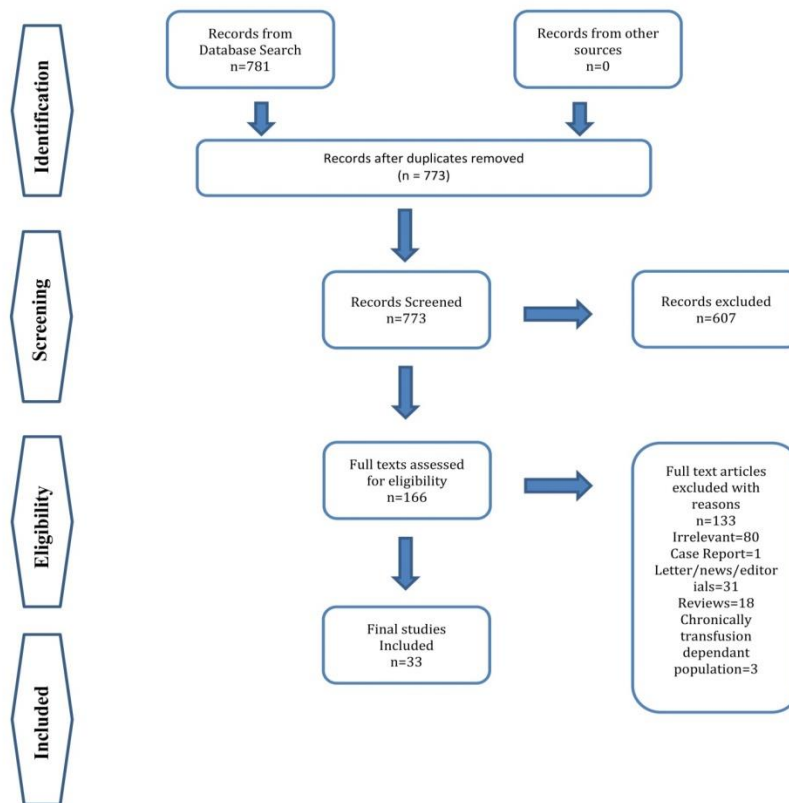 Identification
Records from
Database Search
n=781
Records from other
sources
n=0
Records after duplicates removed
(n = 773)
Screening
Records Screened
n=773
Records excluded
n=607
Eligibility
Full texts assessed
for eligibility
n=166
Full text articles
excluded with
reasons
n=133
Irrelevant=80
Case Report=1
Letter/news/editor
ials=31
Reviews=18
Chronically
transfusion
dependant
population=3
Included
Final studies
Included
n=33